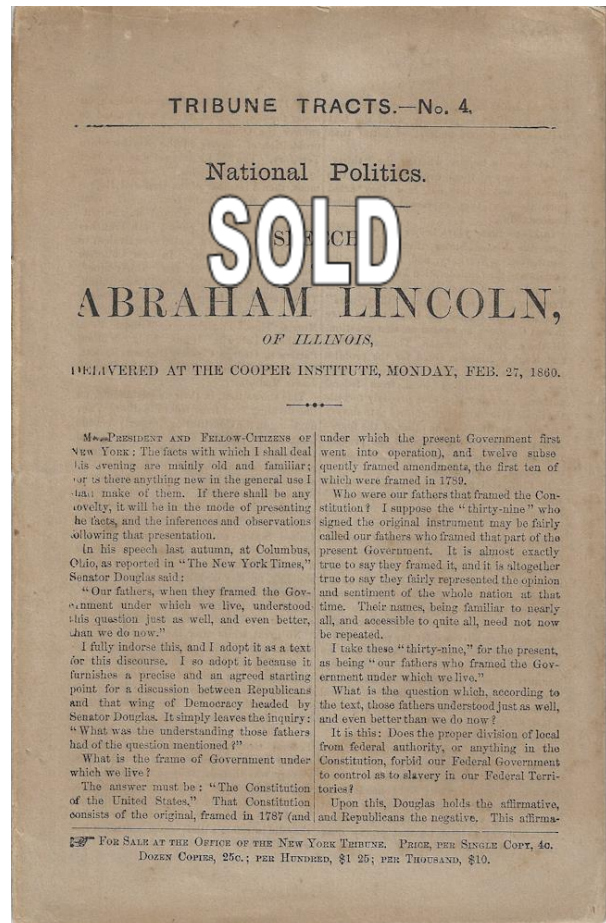 TRIBUNE TRACTS.—No. 4.
National Politics.
SPEECH
SOLD
ABRAHAM LINCOLN,
OF ILLINOIS,
DELIVERED AT THE COOPER INSTITUTE, MONDAY, FEB. 27, 1860.
PRESIDENT AND FELLOW-CITIZENS OF
NEW YORK: The facts with which I shall deal
his evening are mainly old and familiar;
or is there anything new in the general use I
make of them. If there shall be any
ovelty, it will be in the mode of presenting
he facts, and the inferences and observations
ollowing that presentation.
In his speech last autumn, at Columbus,
Ohio, as reported in "The New York Times,"
Senator Douglas said:
"Our fathers, when they framed the Gov-
ernment under which we live, understood
this question just as well, and even better,
than we do now."
I fully indorse this, and I adopt it as a text
for this discourse. I so adopt it because it
furnishes a precise and an agreed starting
point for a discussion between Republicans
and that wing of Democracy headed by
Senator Douglas. It simply leaves the inquiry:
"What was the understanding those fathers
had of the question mentioned?"
What is the frame of Government under
which we live?
The answer must be: "The Constitution
of the United States." That Constitution
consists of the original, framed in 1787 (and
under which the present Government first
went into operation), and twelve subse
quently framed amendments, the first ten of
which were framed in 1789.
Who were our fathers that framed the Con-
stitution? I suppose the "thirty-nine" who
signed the original instrument may be fairly
called our fathers who framed that part of the
present Government. It is almost exactly
true to say they framed it, and it is altogether
true to say they fairly represented the opinion
and sentiment of the whole nation at that
time. Their names, being familiar to nearly
all, and accessible to quite all, need not now
be repeated.
I take these "thirty-nine," for the present,
as being "our fathers who framed the Gov-
ernment under which we live."
What is the question which, according to
the text, those fathers understood just as well,
and even better than we do now?
It is this: Does the proper division of local
from federal authority, or anything in the
Constitution, forbid our Federal Government
to control as to slavery in our Federal Terri-
tories?
Upon this, Douglas holds the affirmative,
and Republicans the negative. This affirma-
FOR SALE AT THE OFFICE OF THE NEW YORK TRIBUNE. PRICE, PER SINGLE COPY, 4c.
DOZEN COPIES, 25c.; PER HUNDRED, $1 25; PER THOUSAND, $10.